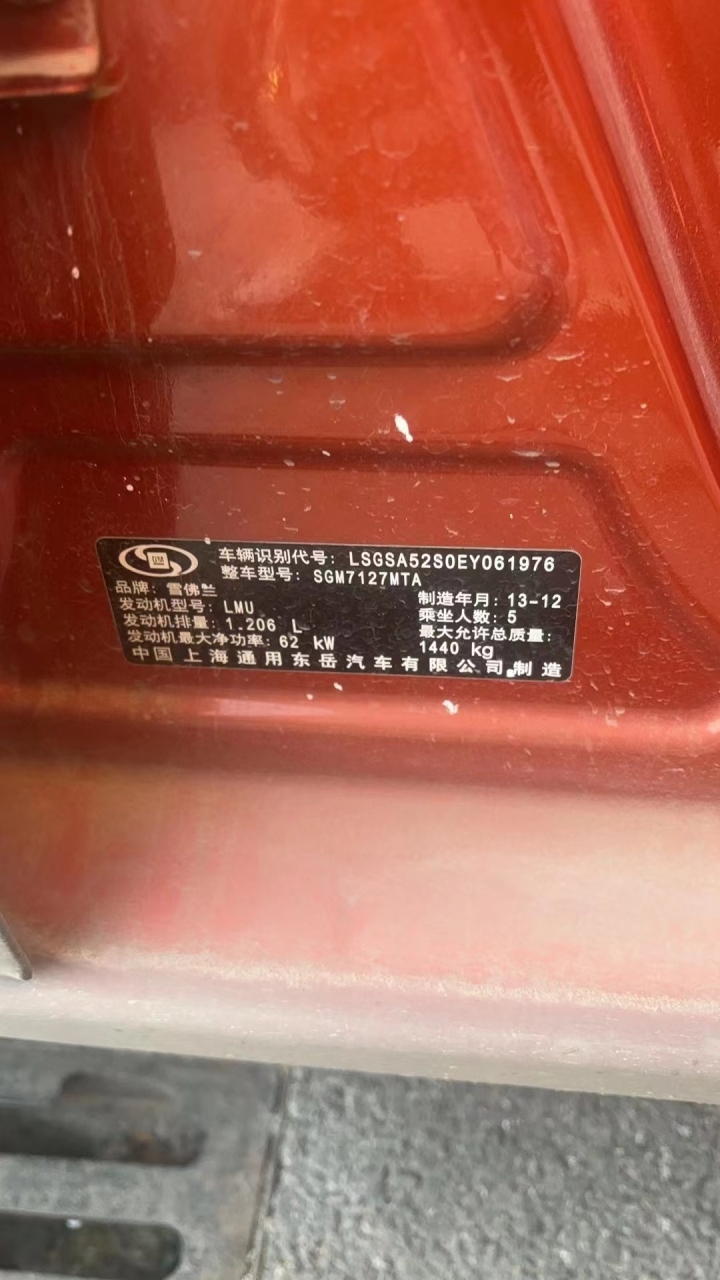 GM
车辆识别代号: LSGSA52S0EY061976
整车型号: SGM7127MTA
品牌: 雪佛兰
制造年月: 13-12
发动机型号: LMU
乘坐人数: 5
发动机排量: 1.206 L
最大允许总质量:
1440 kg
发动机最大净功率: 62 kW
中国上海通用东岳汽车有限公司制造